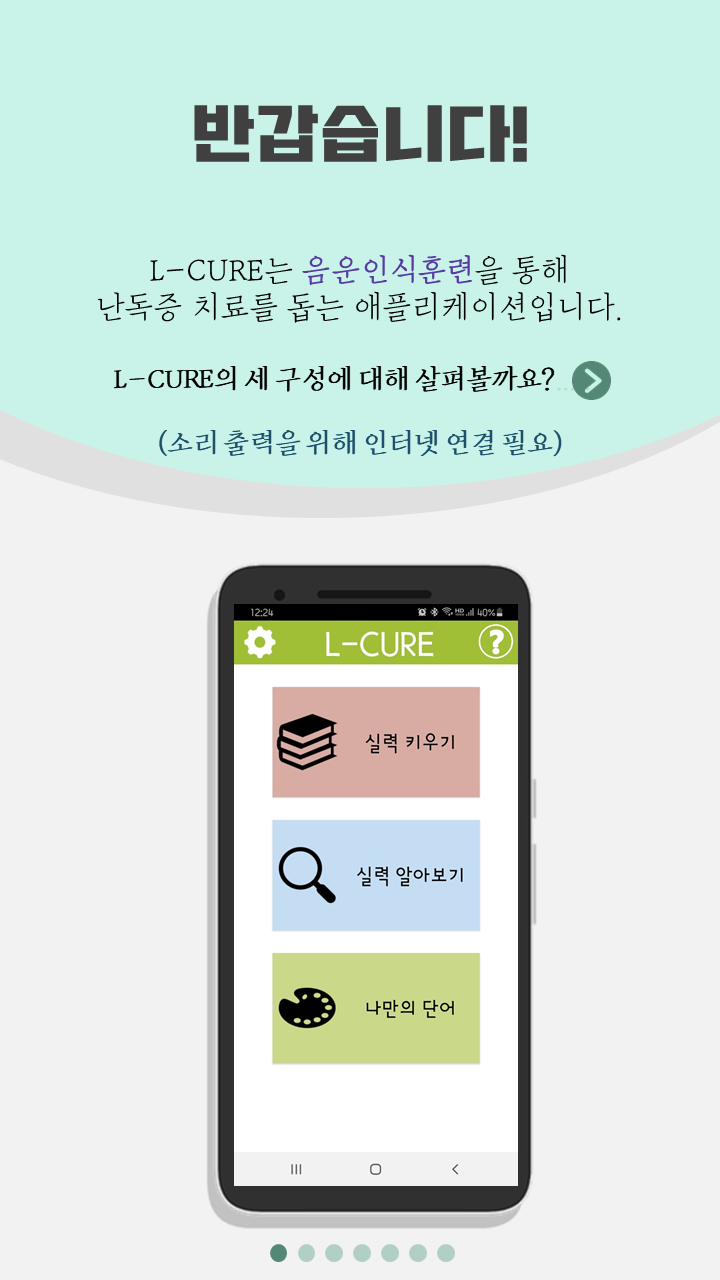 반갑습니다!
L-CURE는 음운인식훈련을 통해
난독증 치료를 돕는 애플리케이션입니다.
L-CURE의 세 구성에 대해 살펴볼까요?...
(소리 출력을 위해 인터넷 연결 필요)
12:24 40%
L-CURE ?
실력 키우기
실력 알아보기
나만의 단어